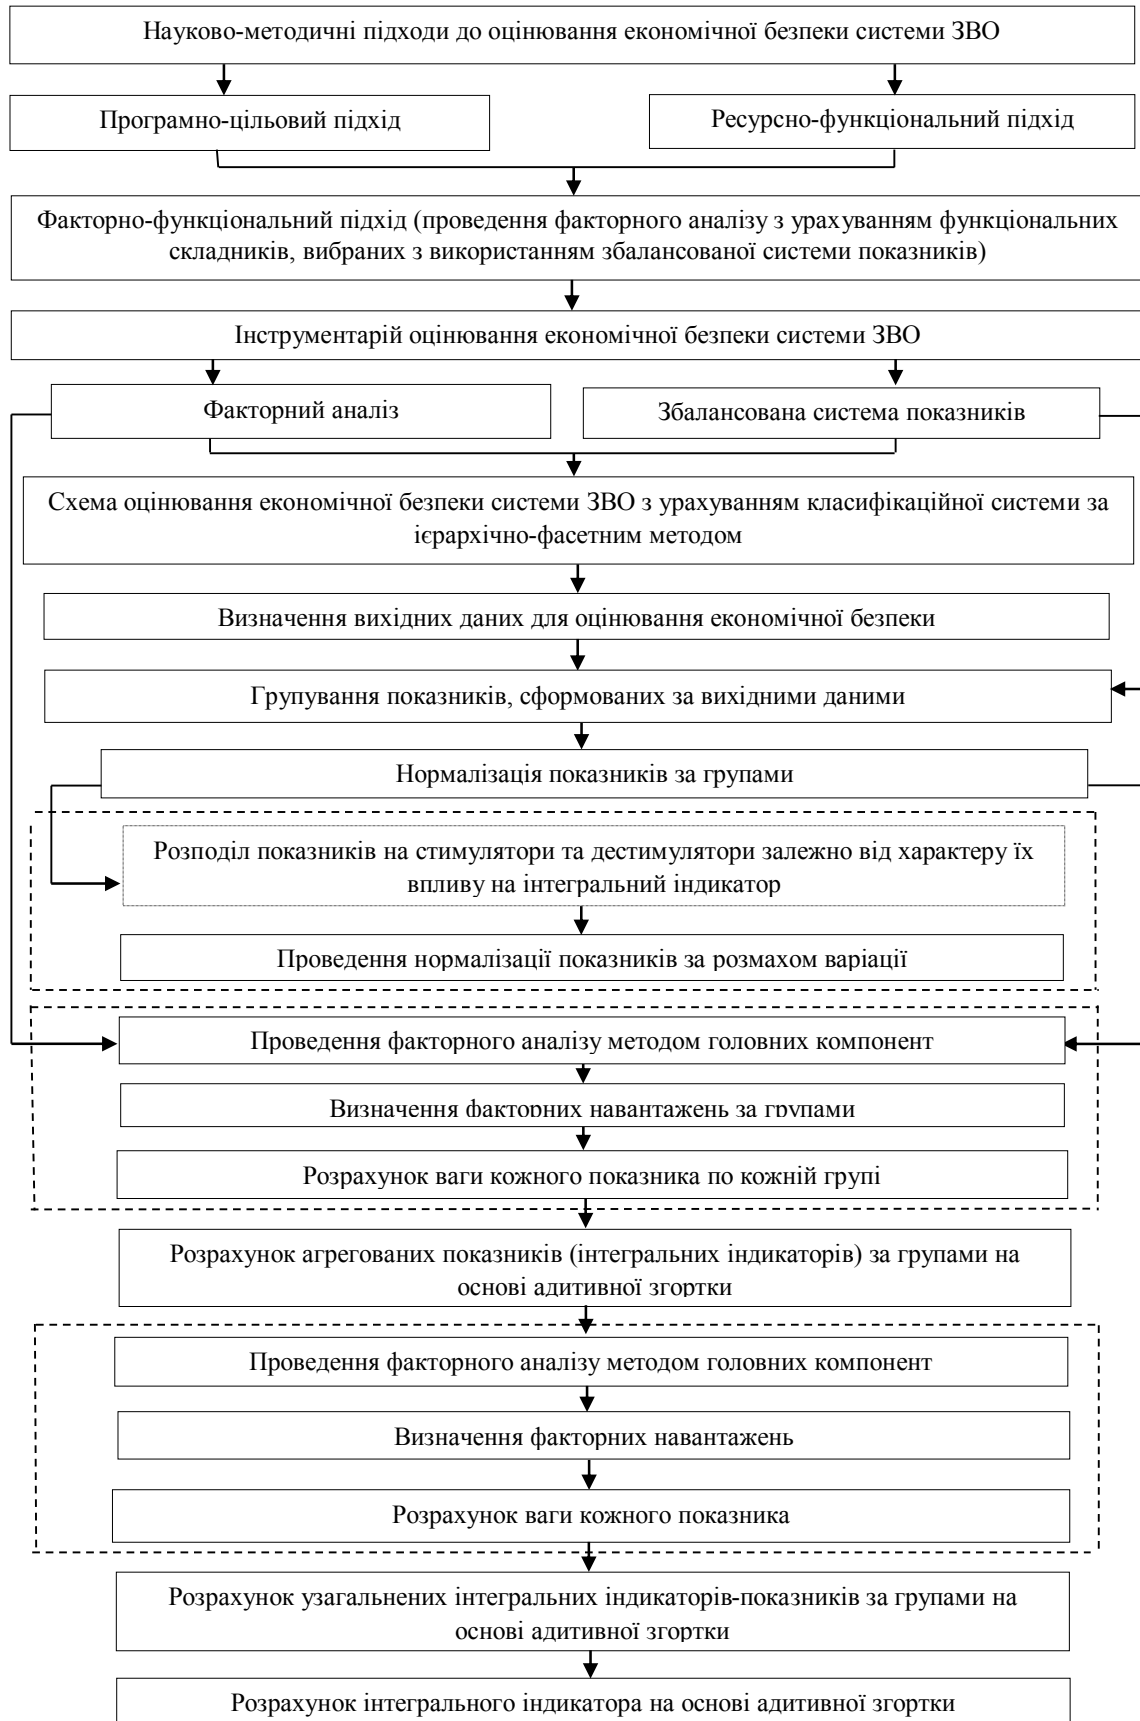 Науково-методичні підходи до оцінювання економічної безпеки системи ЗВО
Програмно-цільовий підхід
Ресурсно-функціональний підхід
Факторно-функціональний підхід (проведення факторного аналізу з урахуванням функціональних
складників, вибраних з використанням збалансованої системи показників)
Інструментарій оцінювання економічної безпеки системи ЗВО
Факторний аналіз
Збалансована система показників
Схема оцінювання економічної безпеки системи ЗВО з урахуванням класифікаційної системи за
ієрархічно-фасетним методом
Визначення вихідних даних для оцінювання економічної безпеки
Групування показників, сформованих за вихідними даними
Нормалізація показників за групами
Розподіл показників на стимулятори та дестимулятори залежно від характеру їх
впливу на інтегральний індикатор
Проведення нормалізації показників за розмахом варіації
Проведення факторного аналізу методом головних компонент
Визначення факторних навантажень за групами
Розрахунок ваги кожного показника по кожній групі
Розрахунок агрегованих показників (інтегральних індикаторів) за групами на
основі адитивної згортки
Проведення факторного аналізу методом головних компонент
Визначення факторних навантажень
Розрахунок ваги кожного показника
Розрахунок узагальнених інтегральних індикаторів-показників за групами на
основі адитивної згортки
Розрахунок інтегрального індикатора на основі адитивної згортки